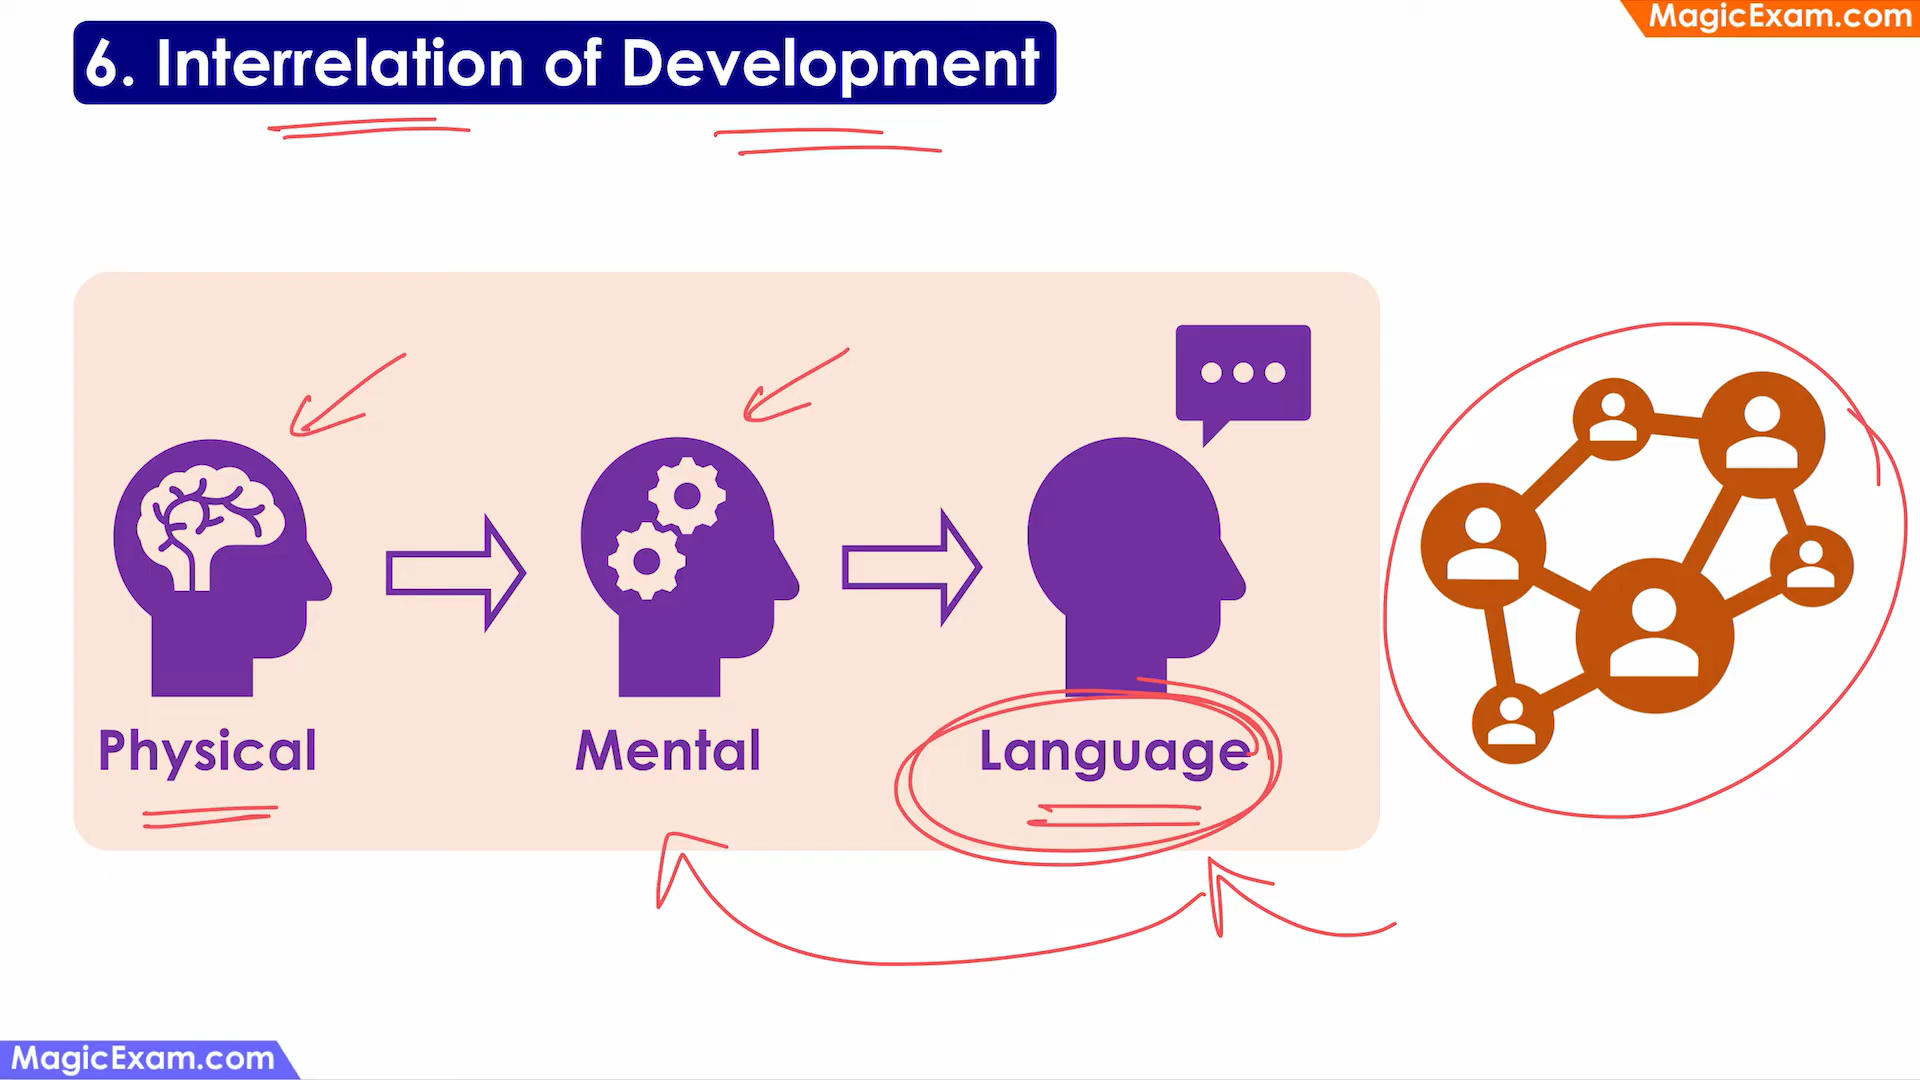 MagicExam.com
6. Interrelation of Development
Physical
Mental
Language
MagicExam.com